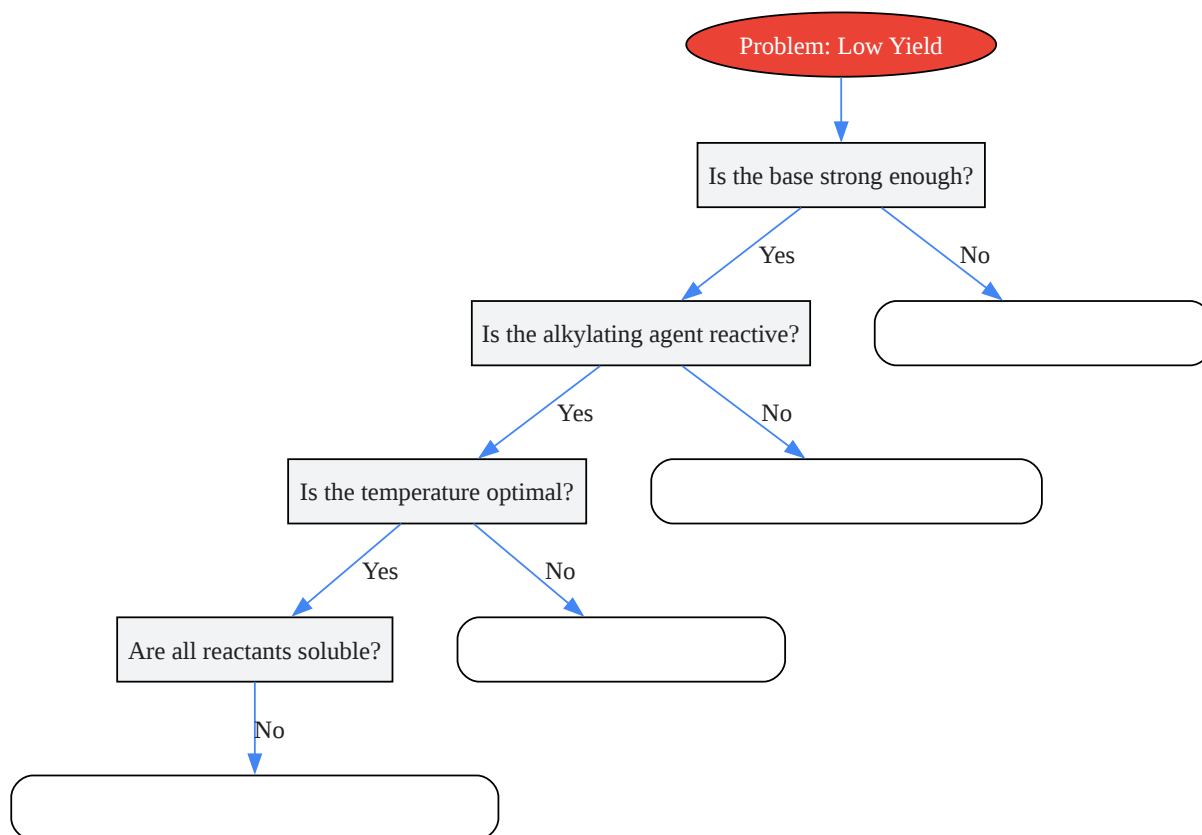 Problem: Low Yield
Is the base strong enough?
Yes
No
Is the alkylating agent reactive?
Yes
No
Is the temperature optimal?
Yes
No
Are all reactants soluble?
No